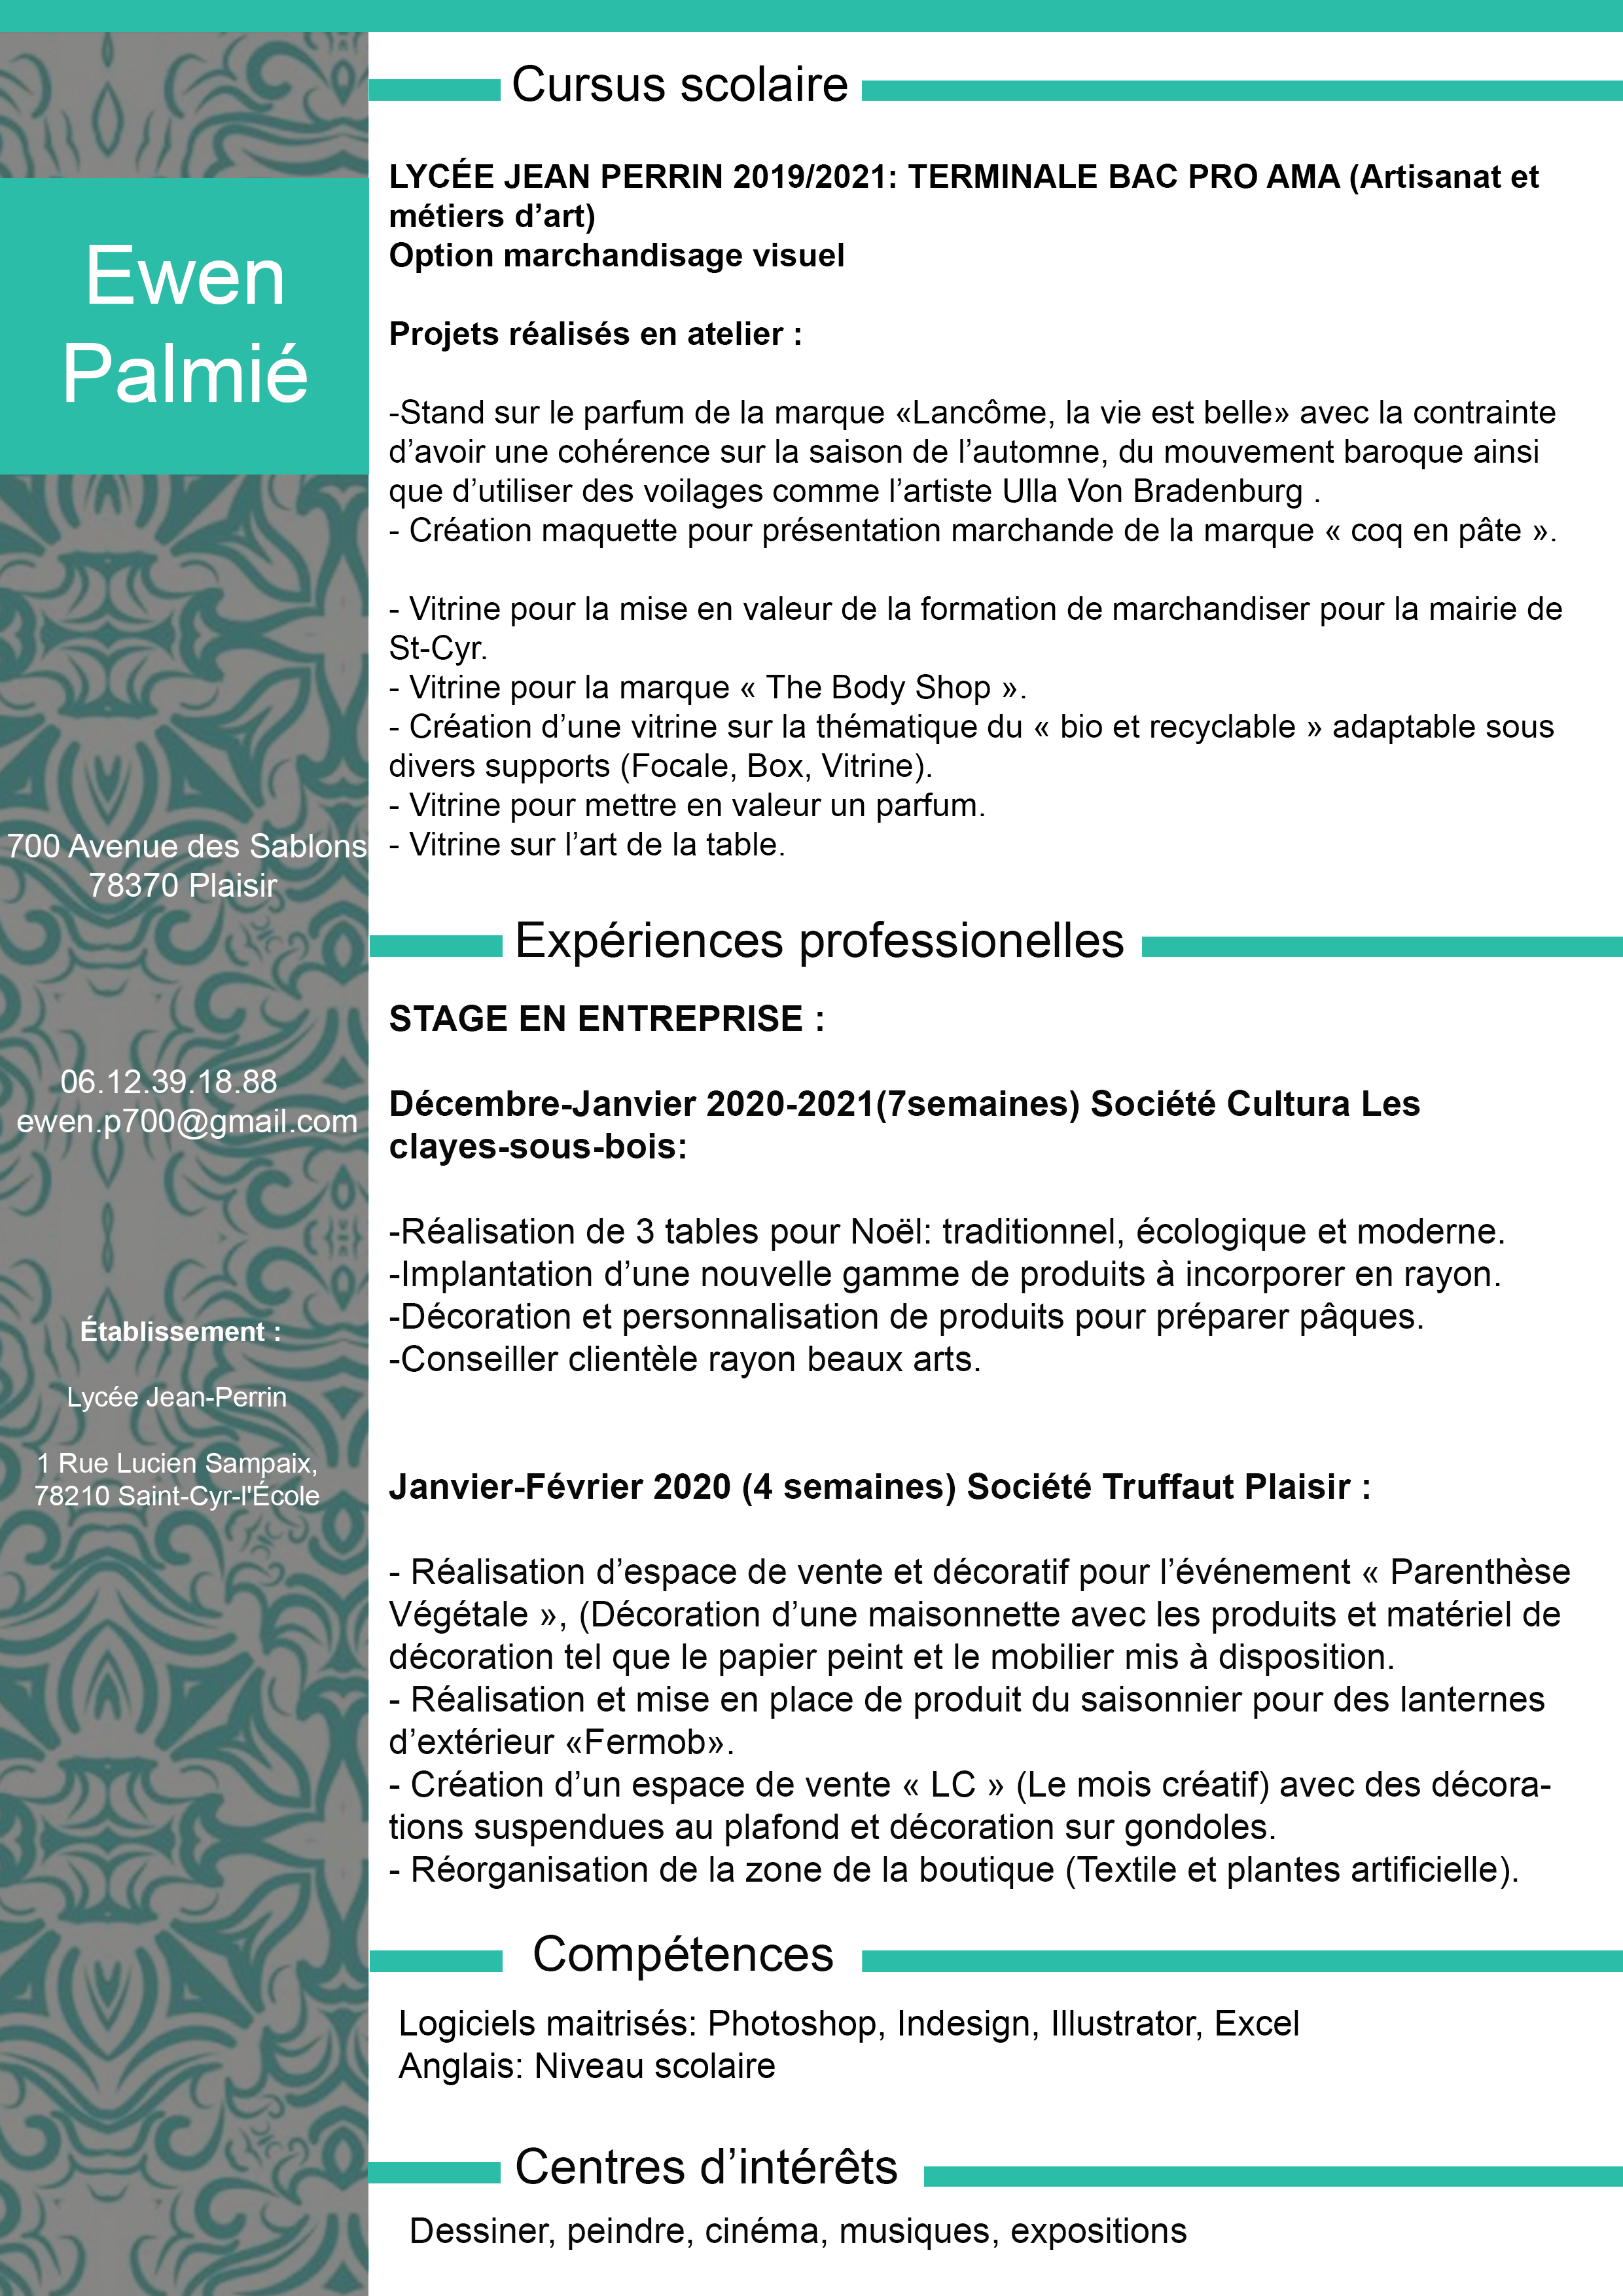 Ewen
Palmié
700 Avenue des Sablons
78370 Plaisir
06.12.39.18.88
ewen.p700@gmail.com
Établissement :
Lycée Jean-Perrin
1 Rue Lucien Sampaix,
78210 Saint-Cyr-l'École
Cursus scolaire
LYCÉE JEAN PERRIN 2019/2021: TERMINALE BAC PRO AMA (Artisanat et
métiers d’art)
Option marchandisage visuel
Projets réalisés en atelier :
-Stand sur le parfum de la marque «Lancôme, la vie est belle» avec la contrainte
d’avoir une cohérence sur la saison de l’automne, du mouvement baroque ainsi
que d’utiliser des voilages comme l’artiste Ulla Von Bradenburg .
- Création maquette pour présentation marchande de la marque « coq en pâte ».
- Vitrine pour la mise en valeur de la formation de marchandiser pour la mairie de
St-Cyr.
- Vitrine pour la marque « The Body Shop ».
- Création d’une vitrine sur la thématique du « bio et recyclable » adaptable sous
divers supports (Focale, Box, Vitrine).
- Vitrine pour mettre en valeur un parfum.
- Vitrine sur l’art de la table.
Expériences professionelles
STAGE EN ENTREPRISE :
Décembre-Janvier 2020-2021(7semaines) Société Cultura Les
clayes-sous-bois:
-Réalisation de 3 tables pour Noël: traditionnel, écologique et moderne.
-Implantation d’une nouvelle gamme de produits à incorporer en rayon.
-Décoration et personnalisation de produits pour préparer pâques.
-Conseiller clientèle rayon beaux arts.
Janvier-Février 2020 (4 semaines) Société Truffaut Plaisir :
- Réalisation d’espace de vente et décoratif pour l’événement « Parenthèse
Végétale », (Décoration d’une maisonnette avec les produits et matériel de
décoration tel que le papier peint et le mobilier mis à disposition.
- Réalisation et mise en place de produit du saisonnier pour des lanternes
d’extérieur «Fermob».
- Création d’un espace de vente « LC » (Le mois créatif) avec des décora-
tions suspendues au plafond et décoration sur gondoles.
- Réorganisation de la zone de la boutique (Textile et plantes artificielle).
Compétences
Logiciels maitrisés: Photoshop, Indesign, Illustrator, Excel
Anglais: Niveau scolaire
Centres d’intérêts
Dessiner, peindre, cinéma, musiques, expositions